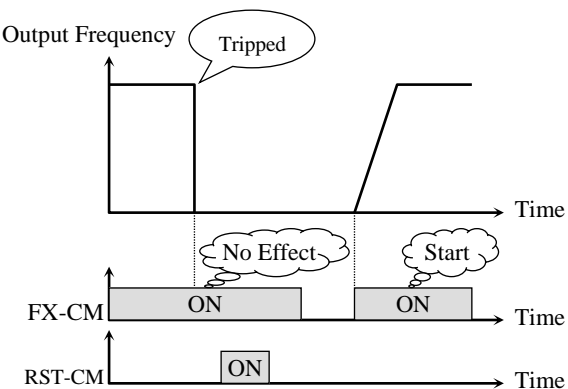 Output Frequency
Tripped
Time
No Effect
Start
FX-CM
ON
ON
Time
RST-CM
ON
Time